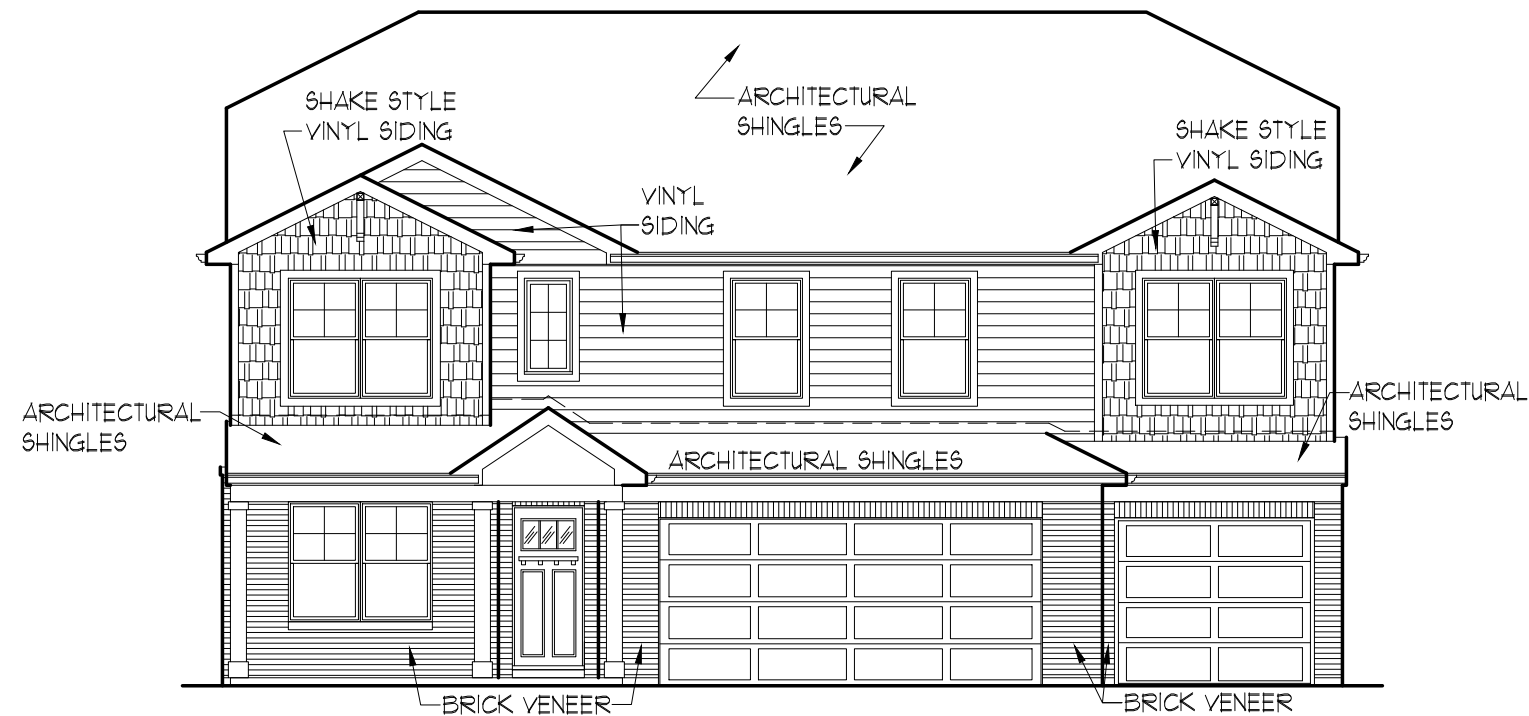 ARCHITECTURAL
SHINGLES
SHAKE STYLE
VINYL SIDING
SHAKE STYLE
VINYL SIDING
VINYL
SIDING
ARCHITECTURAL
SHINGLES
ARCHITECTURAL
SHINGLES
ARCHITECTURAL SHINGLES
BRICK VENEER
BRICK VENEER